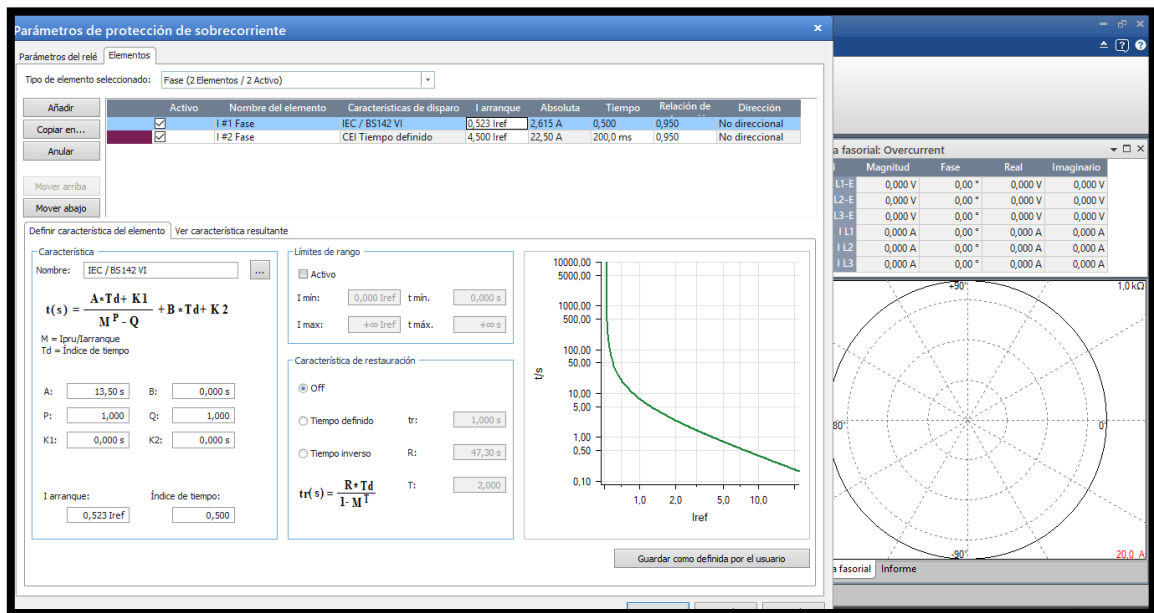 Parámetros de protección de sobrecorriente
Parámetros del relé Elementos
Tipo de elemento seleccionado: Fase (2 Elementos / 2 Activo)
Añadir
Copiar en...
Anular
Mover arriba
Mover abajo
Activo Nombre del elemento Características de disparo I arranque Absoluta Tiempo Relación de Dirección
I #1 Fase IEC / BS142 VI 0,523 Iref 2,615 A 0,500 0,950 No direccional
I #2 Fase CEI Tiempo definido 4,500 Iref 22,50 A 200,0 ms 0,950 No direccional
Definir característica del elemento Ver característica resultante
Característica
Nombre: IEC / BS142 VI ...
t(s) = A*Td+ K1 / M^P - Q + B *Td+ K 2
M = Ipru/Iarranque
Td = Índice de tiempo
A: 13,50 s B: 0,000 s
P: 1,000 Q: 1,000
K1: 0,000 s K2: 0,000 s
I arranque: Índice de tiempo:
0,523 Iref 0,500
Límites de rango
Activo
I mín: 0,000 Iref t mín. 0,000 s
I max: +∞ Iref t máx. +∞ s
Característica de restauración
Off
Tiempo definido tr: 1,000 s
Tiempo inverso R: 47,30 s
T: 2,000
tr(s) = R* Td / 1- M^T
10000,00
5000,00
1000,00
500,00
100,00
50,00
10,00
5,00
1,00
0,50
0,10
t/s
1,0 2,0 5,0 10,0
Iref
Guardar como definida por el usuario
a fasorial: Overcurrent
Magnitud Fase Real Imaginario
L1-E 0,000 V 0,00 ° 0,000 V 0,000 V
L2-E 0,000 V 0,00 ° 0,000 V 0,000 V
L3-E 0,000 V 0,00 ° 0,000 V 0,000 V
I L1 0,000 A 0,00 ° 0,000 A 0,000 A
I L2 0,000 A 0,00 ° 0,000 A 0,000 A
I L3 0,000 A 0,00 ° 0,000 A 0,000 A
+90° 1,0 kΩ
80° 0°
-90° 20,0 A
a fasorial Informe